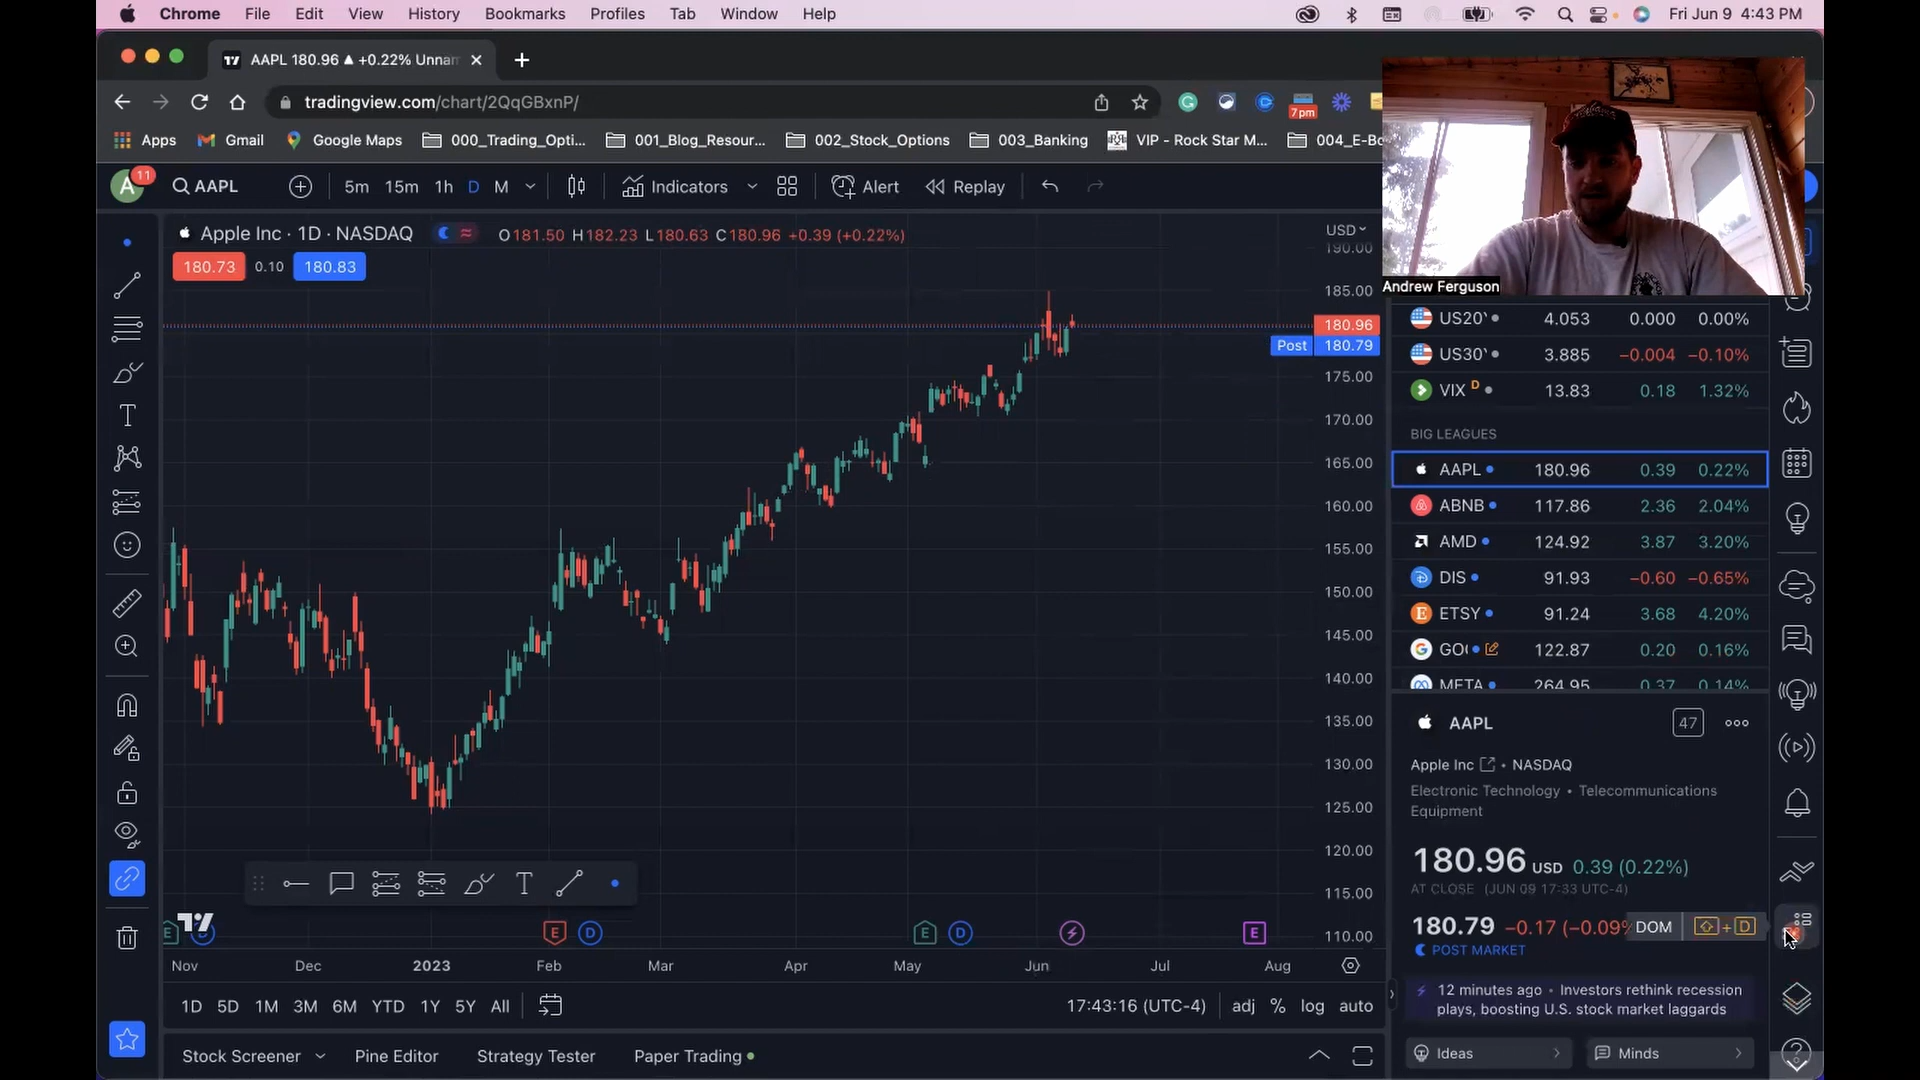 Chrome File Edit View History Bookmarks Profiles Tab Window Help Fri Jun 9 4:43 PM
AAPL 180.96 ▲ +0.22% Unnam
tradingview.com/chart/2QqGBxnP/
7pm
Apps Gmail Google Maps 000_Trading_Opti... 001_Blog_Resour... 002_Stock_Options 003_Banking VIP - Rock Star M... 004_E-Bo
A 11 AAPL 5m 15m 1h D M Indicators Alert Replay
Apple Inc · 1D · NASDAQ O181.50 H182.23 L180.63 C180.96 +0.39 (+0.22%)
180.73 0.10 180.83
USD
190.00
185.00
180.96
Post 180.79
175.00
170.00
165.00
160.00
155.00
150.00
145.00
140.00
135.00
130.00
125.00
120.00
115.00
110.00
Andrew Ferguson
US20Y 4.053 0.000 0.00%
US30Y 3.885 −0.004 −0.10%
VIX D 13.83 0.18 1.32%
BIG LEAGUES
AAPL 180.96 0.39 0.22%
ABNB 117.86 2.36 2.04%
AMD 124.92 3.87 3.20%
DIS 91.93 −0.60 −0.65%
ETSY 91.24 3.68 4.20%
GO 122.87 0.20 0.16%
META 264.95 0.37 0.14%
AAPL 47
Apple Inc • NASDAQ
Electronic Technology • Telecommunications
Equipment
180.96 USD 0.39 (0.22%)
AT CLOSE (JUN 09 17:33 UTC-4)
180.79 −0.17 (−0.09% DOM + D
POST MARKET
12 minutes ago • Investors rethink recession
plays, boosting U.S. stock market laggards
Ideas Minds
T
E D E D E D E
Nov Dec 2023 Feb Mar Apr May Jun Jul Aug
1D 5D 1M 3M 6M YTD 1Y 5Y All 17:43:16 (UTC-4) adj % log auto
Stock Screener Pine Editor Strategy Tester Paper Trading